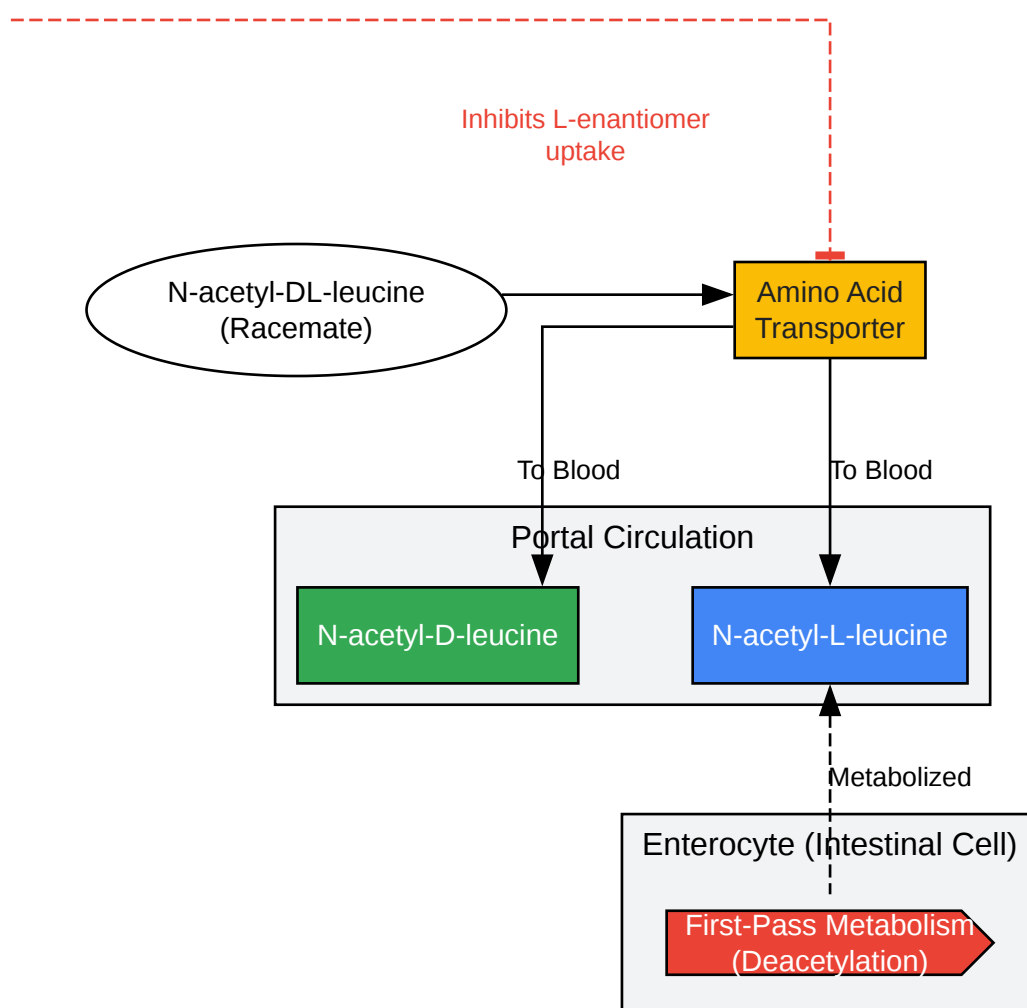 Inhibits L-enantiomer
uptake
N-acetyl-DL-leucine
(Racemate)
Amino Acid
Transporter
To Blood
To Blood
Portal Circulation
N-acetyl-D-leucine
N-acetyl-L-leucine
Metabolized
Enterocyte (Intestinal Cell)
First-Pass Metabolism
(Deacetylation)